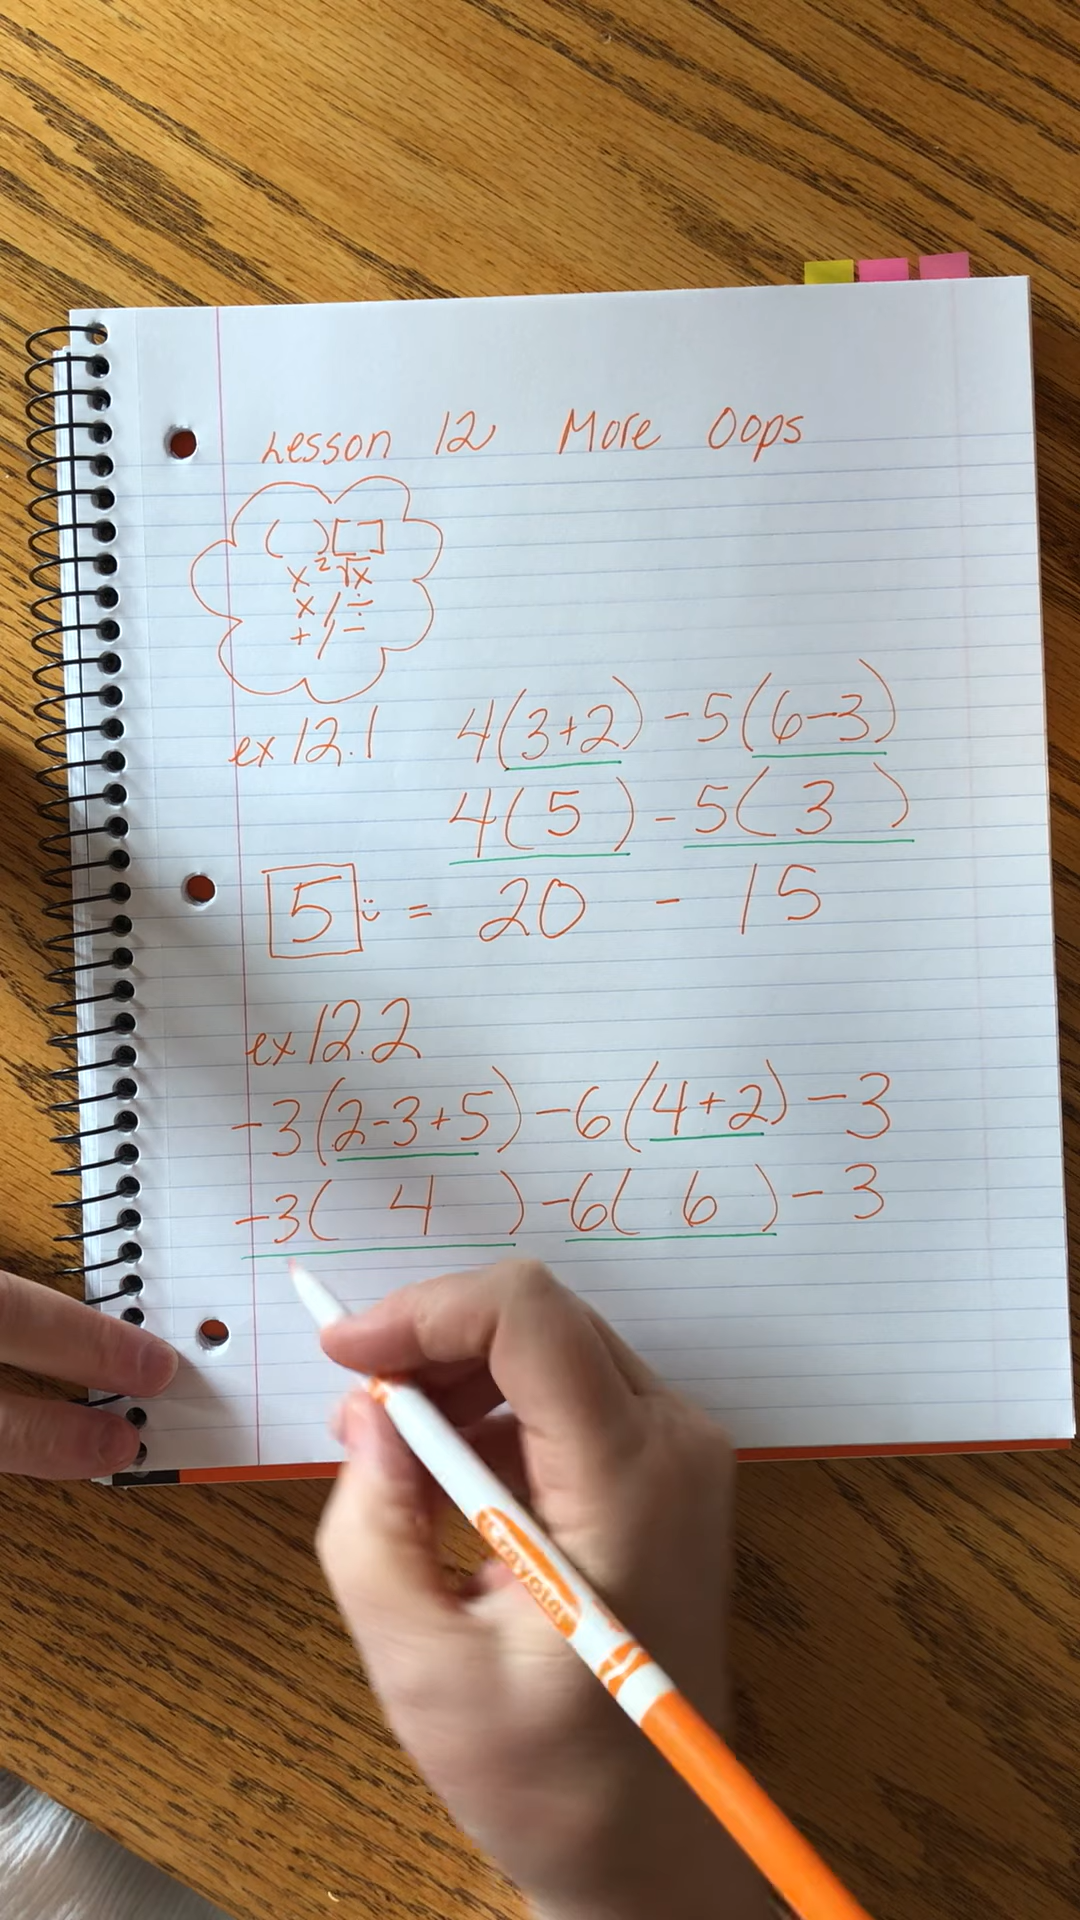 Lesson 12 More Oops
( )[ ]
x² √x
x / ÷
+ / −
ex 12.1 4(3+2) -5(6-3)
4( 5 ) - 5( 3 )
5 = 20 - 15
ex 12.2
-3(2-3+5) -6(4+2) -3
-3( 4 ) -6( 6 ) - 3
Crayola